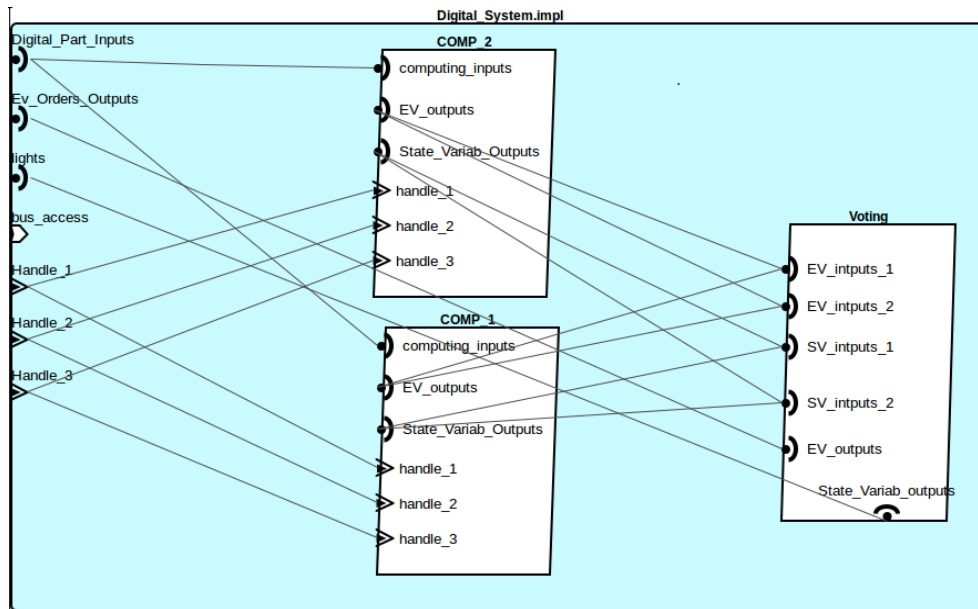 Digital_System.impl
Digital_Part_Inputs
Ev_Orders_Outputs
lights
bus_access
Handle_1
Handle_2
Handle_3
COMP_2
computing_inputs
EV_outputs
State_Variab_Outputs
handle_1
handle_2
handle_3
COMP_1
computing_inputs
EV_outputs
State_Variab_Outputs
handle_1
handle_2
handle_3
Voting
EV_intputs_1
EV_intputs_2
SV_intputs_1
SV_intputs_2
EV_outputs
State_Variab_outputs